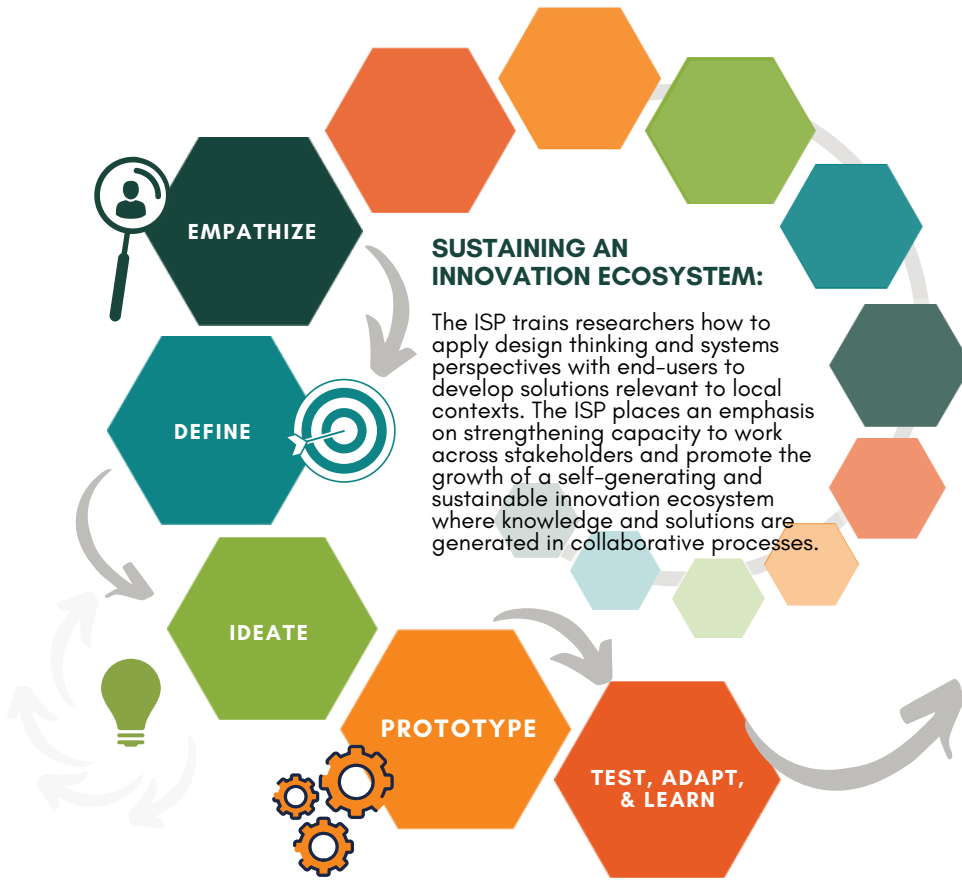 EMPATHIZE
SUSTAINING AN
INNOVATION ECOSYSTEM:
The ISP trains researchers how to
apply design thinking and systems
perspectives with end-users to
develop solutions relevant to local
contexts. The ISP places an emphasis
on strengthening capacity to work
across stakeholders and promote the
growth of a self-generating and
sustainable innovation ecosystem
where knowledge and solutions are
generated in collaborative processes.
DEFINE
IDEATE
PROTOTYPE
TEST, ADAPT,
& LEARN